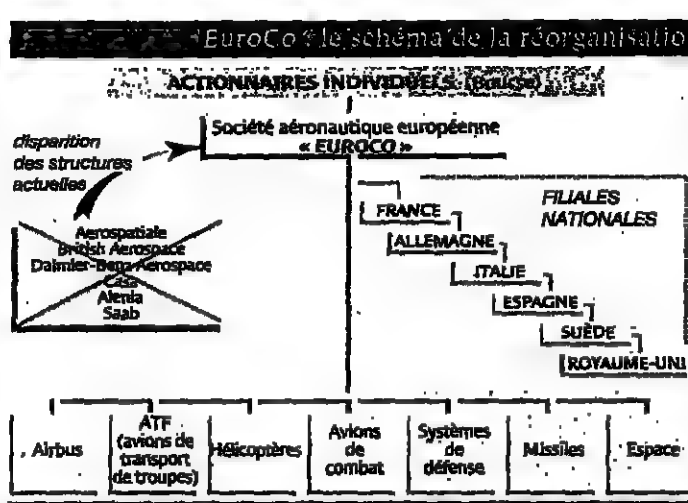 EuroCo : le schéma de la réorganisatio
ACTIONNAIRES INDIVIDUELS (Bourse)
Société aéronautique européenne
« EUROCO »
disparition
des structures
actuelles
Aerospatiale
British Aerospace
Daimler-Benz Aerospace
Casa
Alenia
Saab
FILIALES
NATIONALES
FRANCE
ALLEMAGNE
ITALIE
ESPAGNE
SUÈDE
ROYAUME-UNI
Airbus
ATF
(avions de
transport
de troupes)
Hélicoptères
Avions
de
combat
Systèmes
de
défense
Missiles
Espace